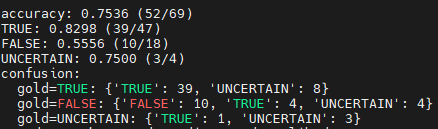 accuracy: 0.7536 (52/69)
TRUE: 0.8298 (39/47)
FALSE: 0.5556 (10/18)
UNCERTAIN: 0.7500 (3/4)
confusion:
  gold=TRUE: {'TRUE': 39, 'UNCERTAIN': 8}
  gold=FALSE: {'FALSE': 10, 'TRUE': 4, 'UNCERTAIN': 4}
  gold=UNCERTAIN: {'TRUE': 1, 'UNCERTAIN': 3}